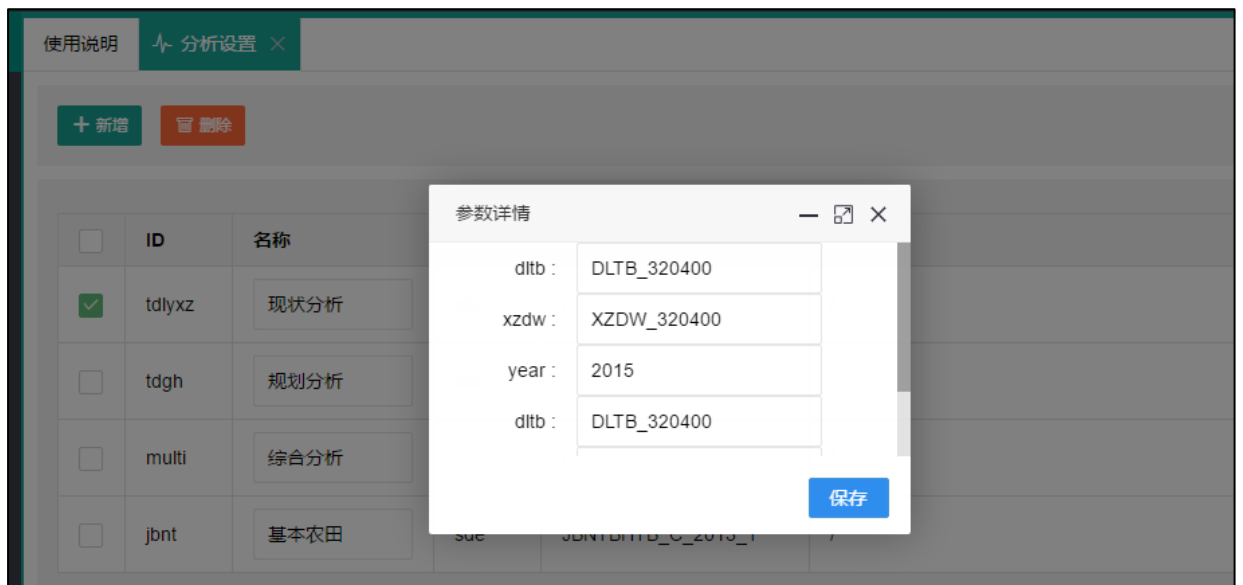 使用说明 分析设置
新增 删除
参数详情
ID 名称
dltb : DLTB_320400
tdlyxz 现状分析
xzdw : XZDW_320400
year : 2015
tdgh 规划分析
dltb : DLTB_320400
multi 综合分析
保存
jbnt 基本农田 /